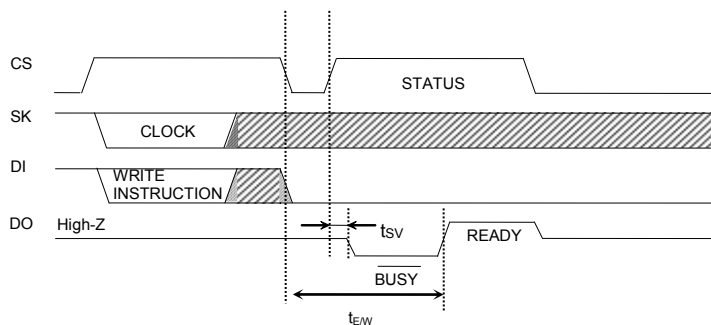 CS
STATUS
SK
CLOCK
DI
WRITE
INSTRUCTION
DO
High-Z
tSV
READY
BUSY
tE/W